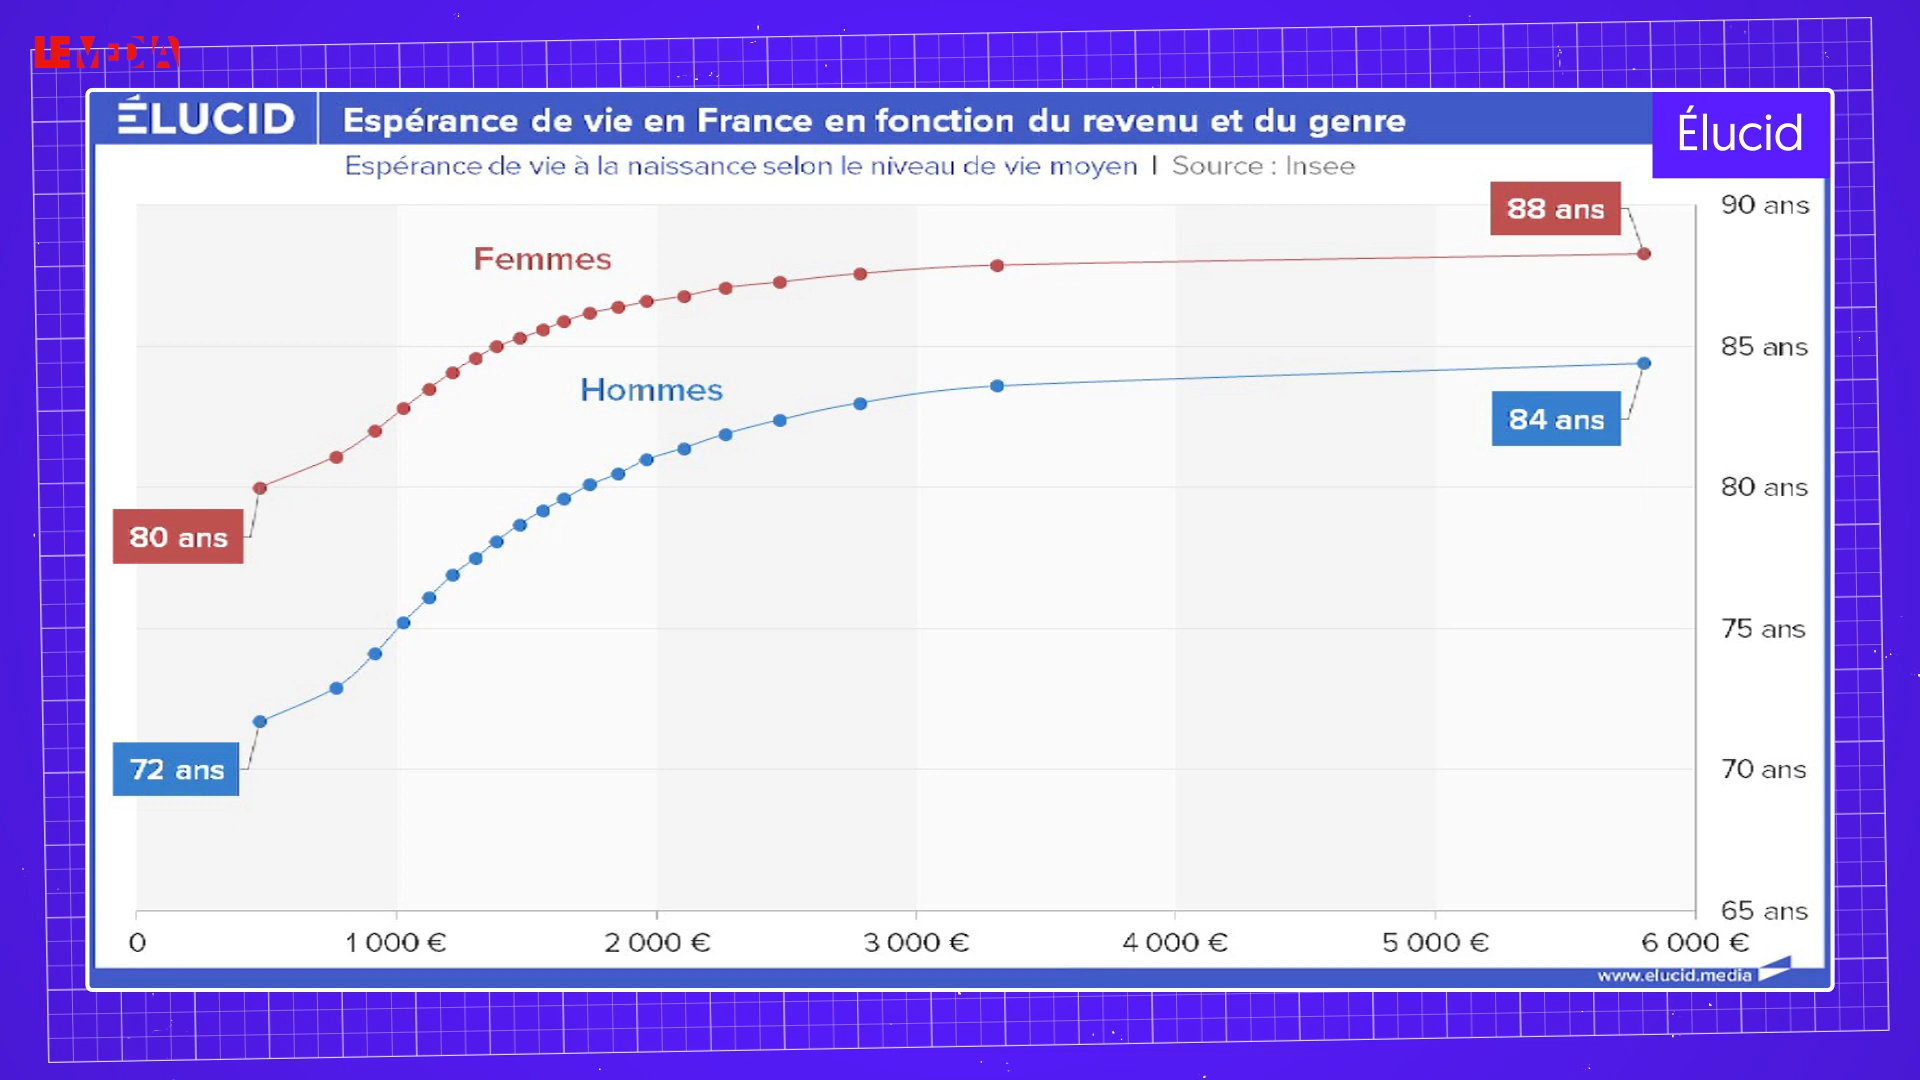 LEMEDIA
ÉLUCID
Espérance de vie en France en fonction du revenu et du genre
Élucid
Espérance de vie à la naissance selon le niveau de vie moyen | Source : Insee
88 ans
90 ans
Femmes
85 ans
Hommes
84 ans
80 ans
80 ans
75 ans
72 ans
70 ans
65 ans
0
1 000 €
2 000 €
3 000 €
4 000 €
5 000 €
6 000 €
www.elucid.media